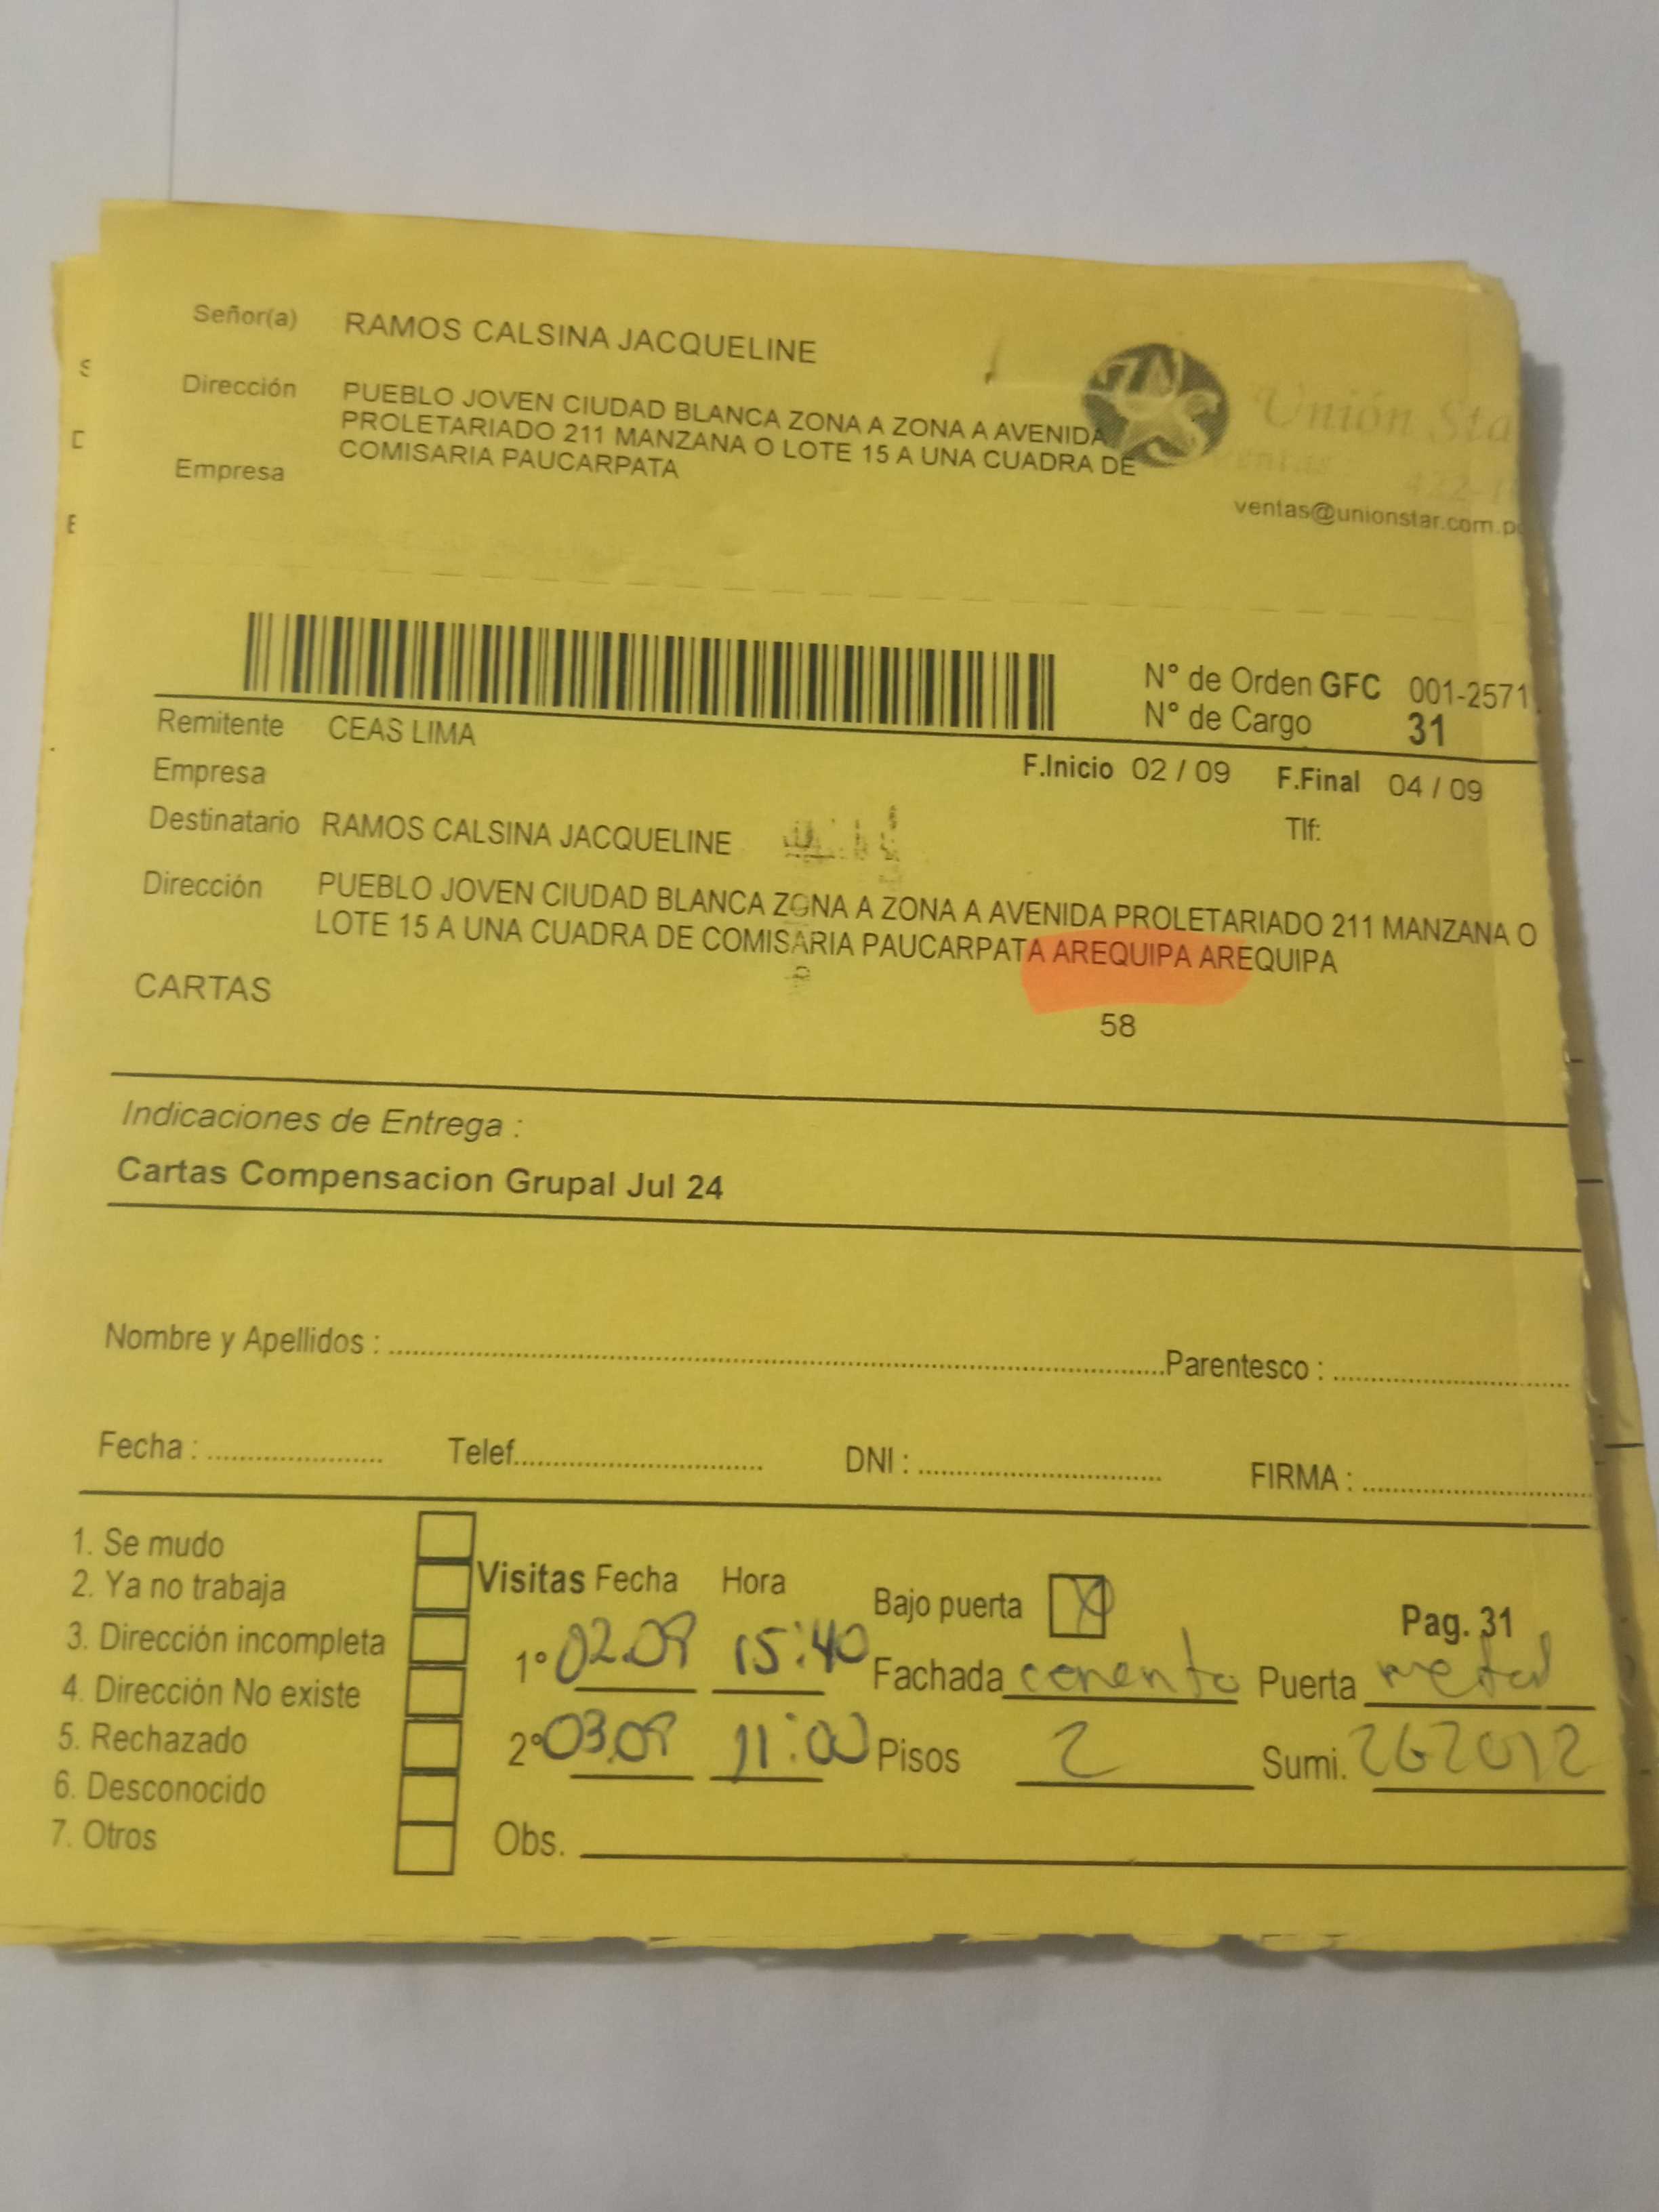 Señor(a) RAMOS CALSINA JACQUELINE
Dirección PUEBLO JOVEN CIUDAD BLANCA ZONA A ZONA A AVENIDA
PROLETARIADO 211 MANZANA O LOTE 15 A UNA CUADRA DE
COMISARIA PAUCARPATA
Empresa
Unión Sta
ventas
ventas@unionstar.com.p
N° de Orden GFC 001-2571
N° de Cargo 31
Remitente CEAS LIMA
Empresa
F.Inicio 02 / 09 F.Final 04 / 09
Destinatario RAMOS CALSINA JACQUELINE
Tlf:
Dirección PUEBLO JOVEN CIUDAD BLANCA ZONA A ZONA A AVENIDA PROLETARIADO 211 MANZANA O
LOTE 15 A UNA CUADRA DE COMISARIA PAUCARPATA AREQUIPA AREQUIPA
CARTAS
58
Indicaciones de Entrega :
Cartas Compensacion Grupal Jul 24
Nombre y Apellidos : Parentesco :
Fecha : Telef. DNI : FIRMA :
1. Se mudo
2. Ya no trabaja
3. Dirección incompleta
4. Dirección No existe
5. Rechazado
6. Desconocido
7. Otros
Visitas Fecha Hora Bajo puerta X Pag. 31
1° 02.09 15:40 Fachada cemento Puerta metal
2° 03.09 11:00 Pisos 2 Sumi. 262012
Obs.